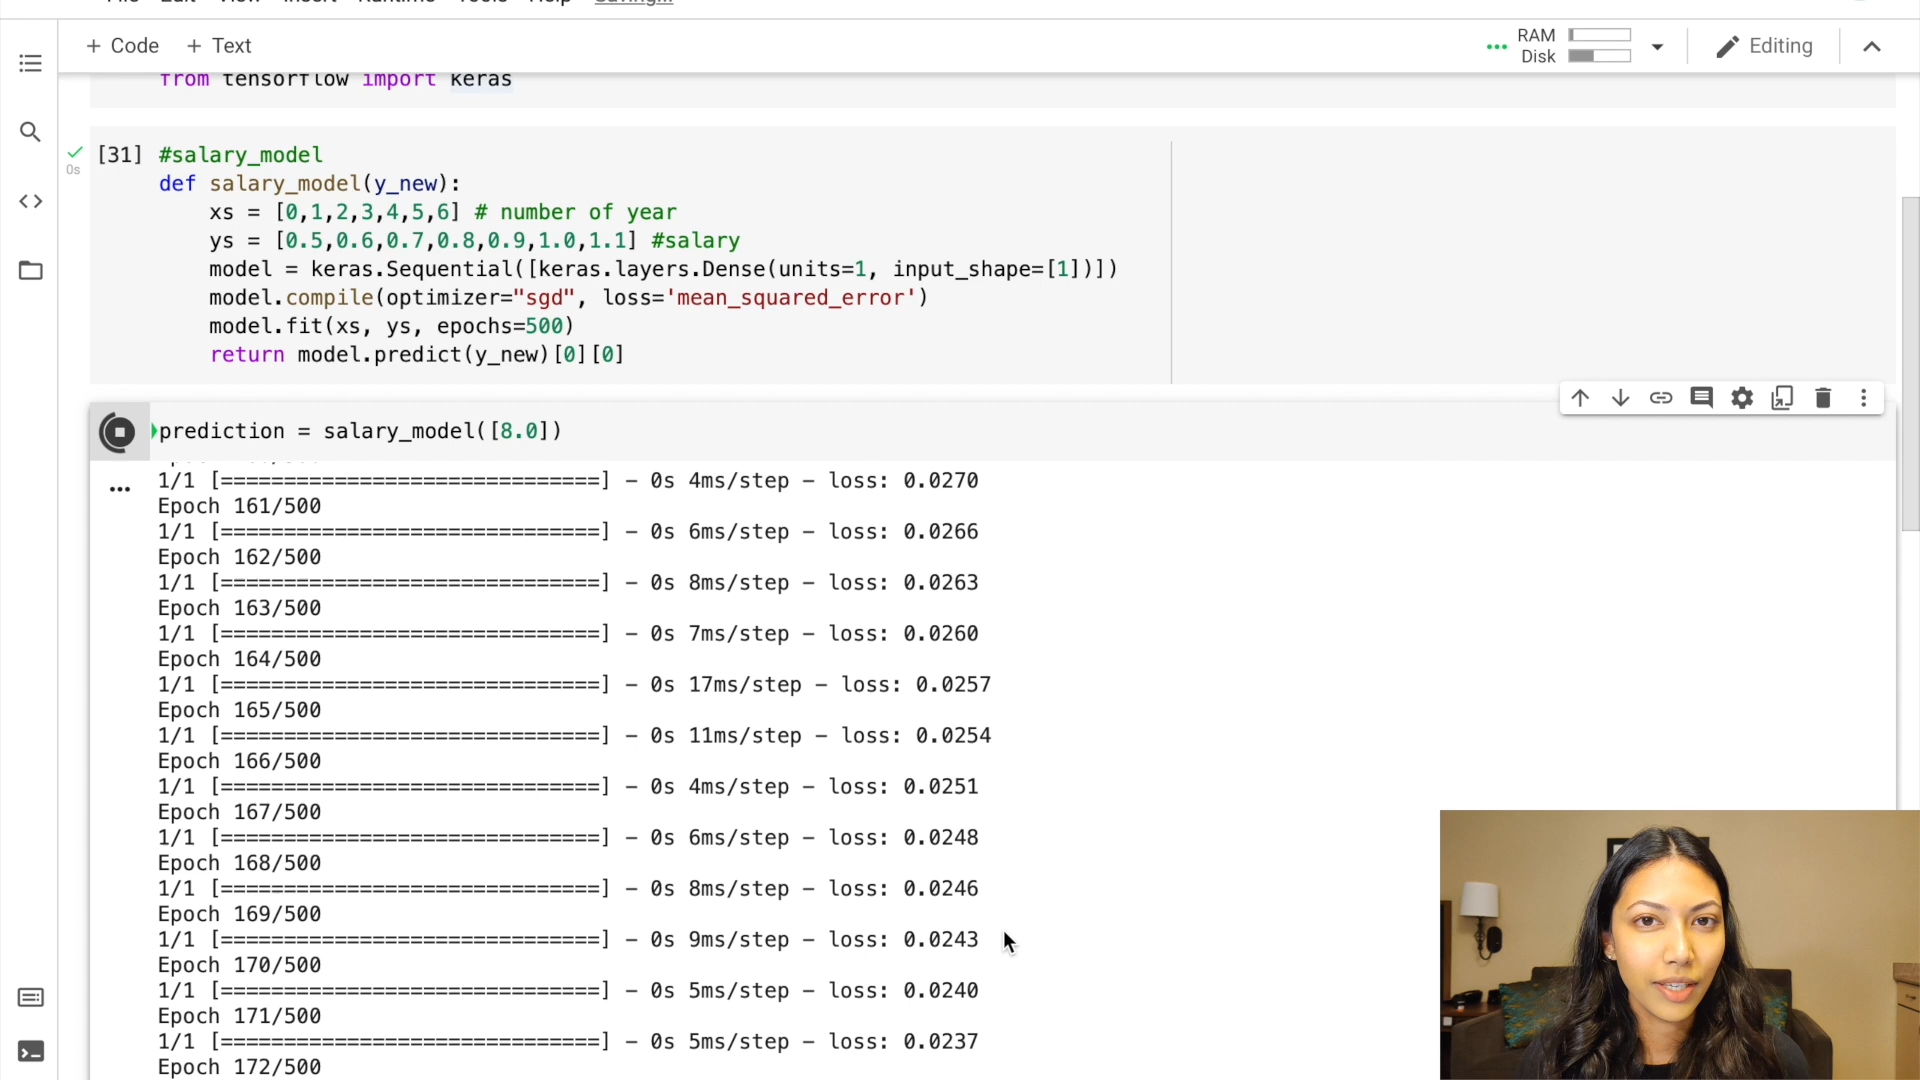 File Edit View Insert Runtime Tools Help Saving...
+ Code + Text
RAM
Disk
Editing
from tensorflow import keras
0s
[31] #salary_model
def salary_model(y_new):
xs = [0,1,2,3,4,5,6] # number of year
ys = [0.5,0.6,0.7,0.8,0.9,1.0,1.1] #salary
model = keras.Sequential([keras.layers.Dense(units=1, input_shape=[1])])
model.compile(optimizer="sgd", loss='mean_squared_error')
model.fit(xs, ys, epochs=500)
return model.predict(y_new)[0][0]
prediction = salary_model([8.0])
1/1 [==============================] - 0s 4ms/step - loss: 0.0270
Epoch 161/500
1/1 [==============================] - 0s 6ms/step - loss: 0.0266
Epoch 162/500
1/1 [==============================] - 0s 8ms/step - loss: 0.0263
Epoch 163/500
1/1 [==============================] - 0s 7ms/step - loss: 0.0260
Epoch 164/500
1/1 [==============================] - 0s 17ms/step - loss: 0.0257
Epoch 165/500
1/1 [==============================] - 0s 11ms/step - loss: 0.0254
Epoch 166/500
1/1 [==============================] - 0s 4ms/step - loss: 0.0251
Epoch 167/500
1/1 [==============================] - 0s 6ms/step - loss: 0.0248
Epoch 168/500
1/1 [==============================] - 0s 8ms/step - loss: 0.0246
Epoch 169/500
1/1 [==============================] - 0s 9ms/step - loss: 0.0243
Epoch 170/500
1/1 [==============================] - 0s 5ms/step - loss: 0.0240
Epoch 171/500
1/1 [==============================] - 0s 5ms/step - loss: 0.0237
Epoch 172/500